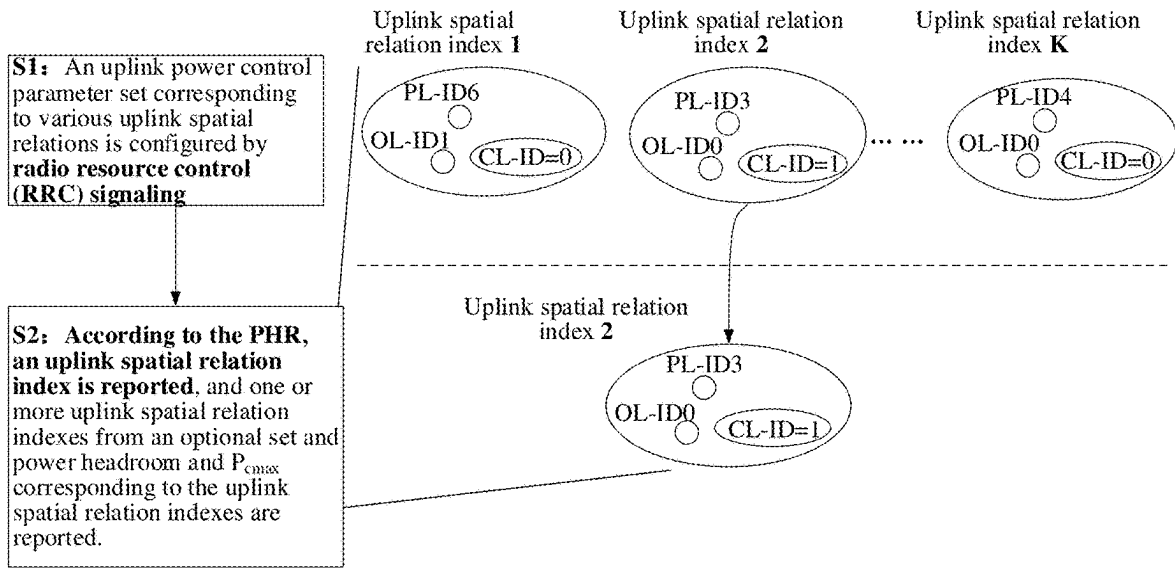 S1: An uplink power control
parameter set corresponding
to various uplink spatial
relations is configured by
radio resource control
(RRC) signaling
Uplink spatial
relation index 1
PL-ID6
OL-ID1
CL-ID=0
Uplink spatial relation
index 2
PL-ID3
OL-ID0
CL-ID=1
... ...
Uplink spatial relation
index K
PL-ID4
OL-ID0
CL-ID=0
S2: According to the PHR,
an uplink spatial relation
index is reported, and one or
more uplink spatial relation
indexes from an optional set and
power headroom and Pcmax
corresponding to the uplink
spatial relation indexes are
reported.
Uplink spatial relation
index 2
PL-ID3
OL-ID0
CL-ID=1